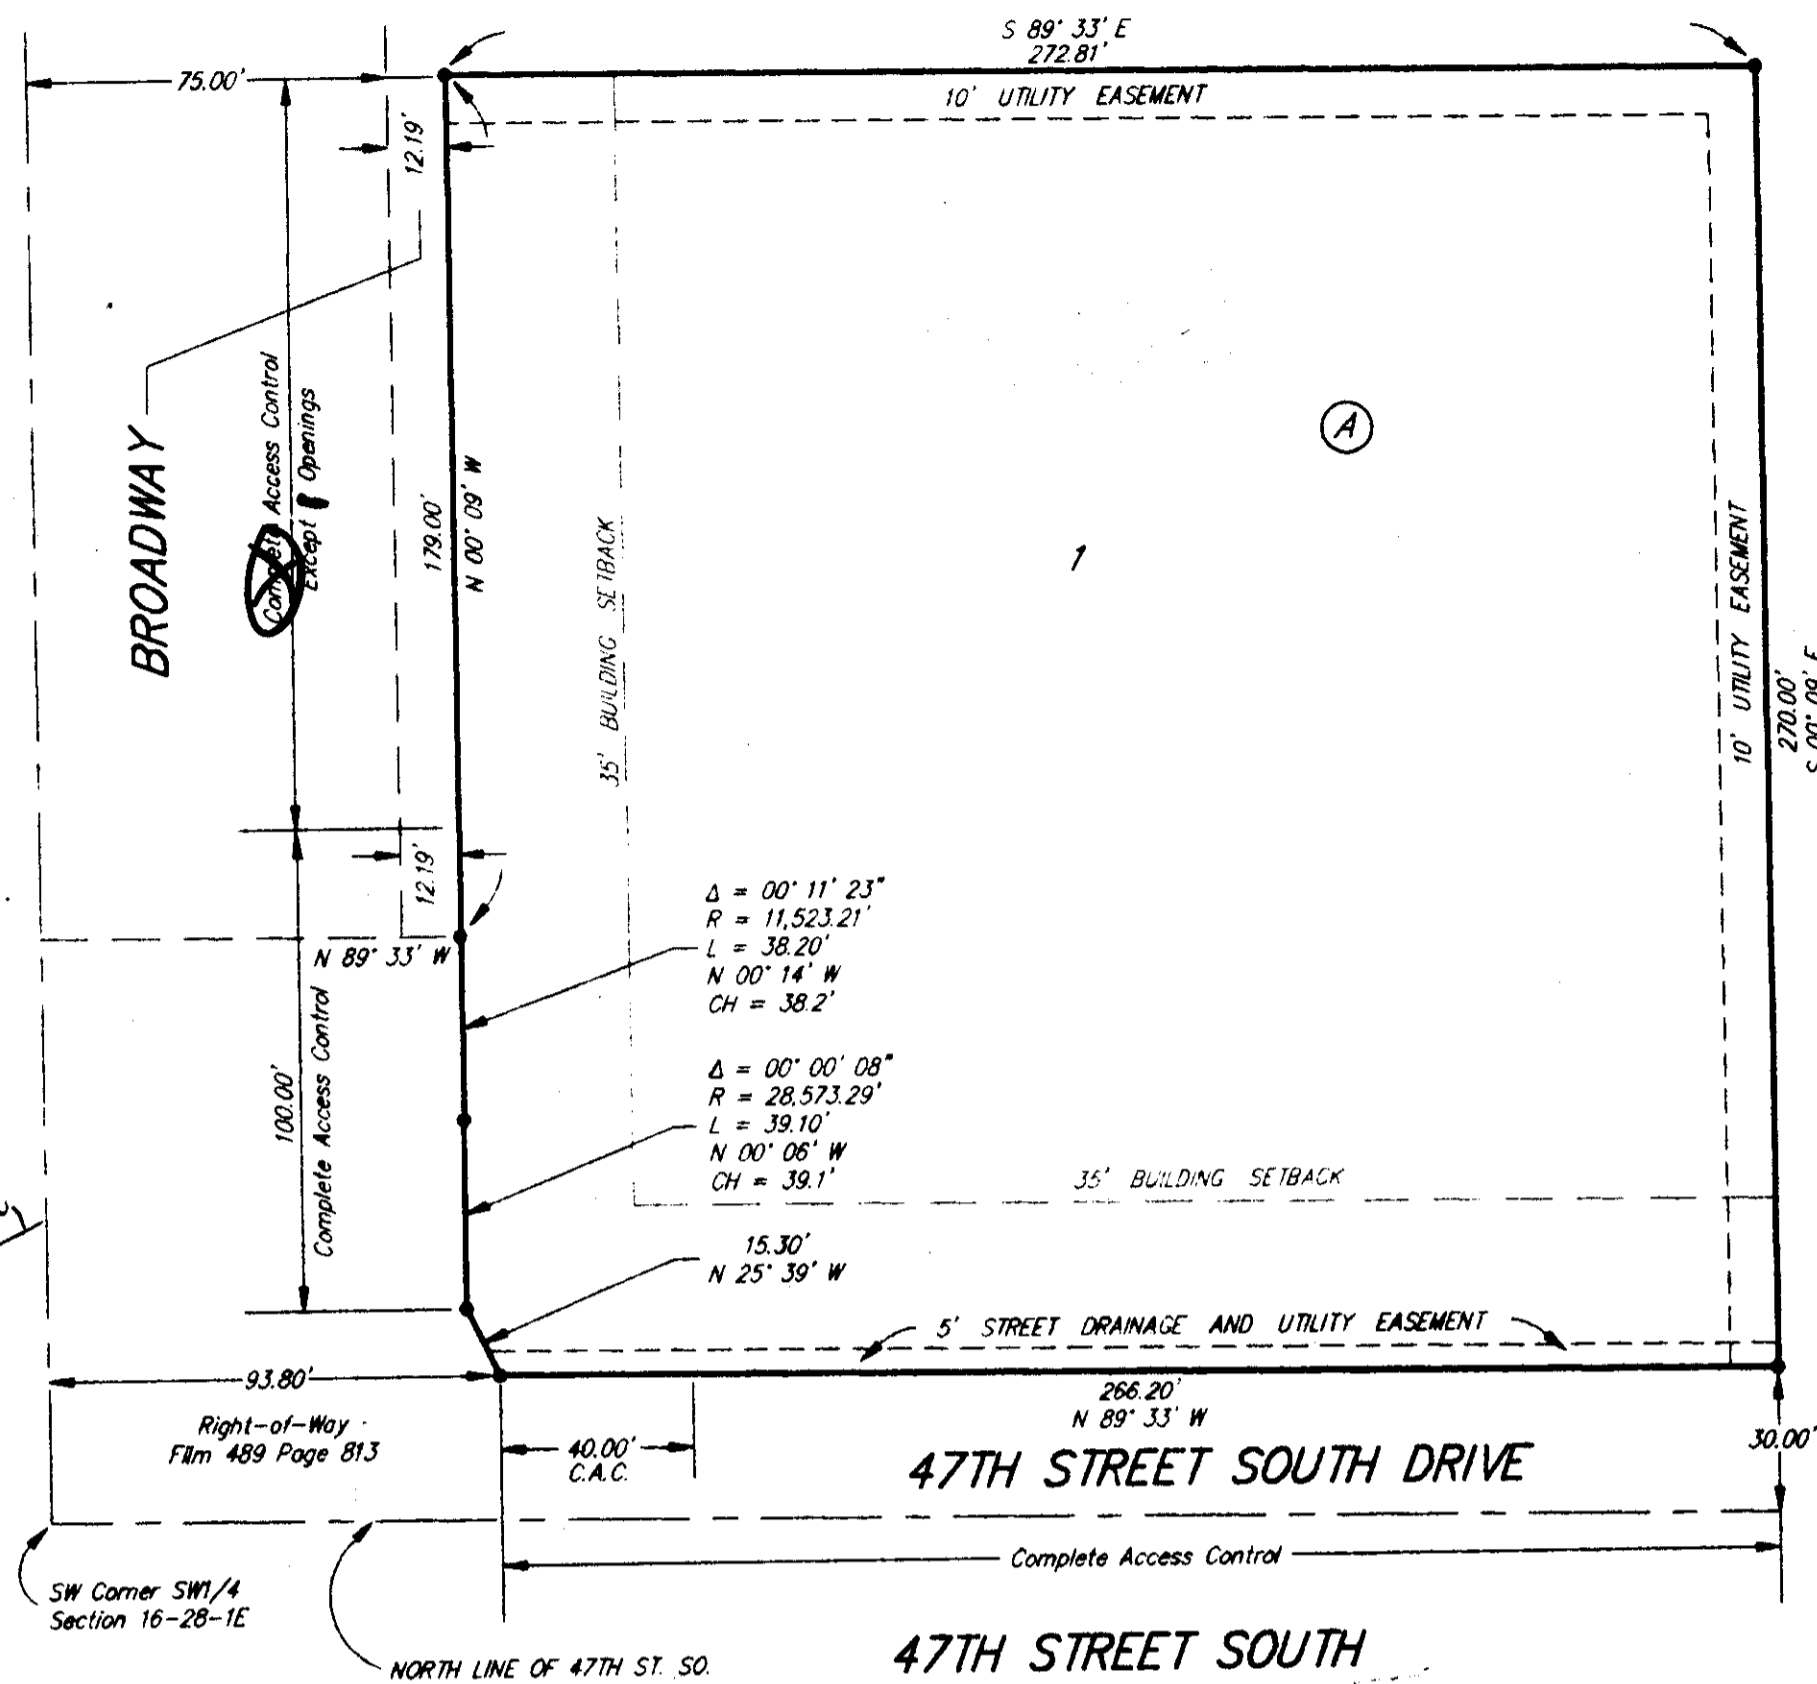 S 89° 33' E
272.81'
75.00'
10' UTILITY EASEMENT
12.19'
BROADWAY
Access Control
Except Openings
179.00'
N 00° 09' W
35' BUILDING SETBACK
A
1
10' UTILITY EASEMENT
270.00'
S 00° 09' E
12.19'
N 89° 33' W
Δ = 00° 11' 23"
R = 11,523.21'
L = 38.20'
N 00° 14' W
CH = 38.2'
100.00'
Complete Access Control
Δ = 00° 00' 08"
R = 28,573.29'
L = 39.10'
N 00° 06' W
CH = 39.1'
35' BUILDING SETBACK
15.30'
N 25° 39' W
5' STREET DRAINAGE AND UTILITY EASEMENT
93.80'
266.20'
N 89° 33' W
Right-of-Way
Film 489 Page 813
40.00'
C.A.C.
47TH STREET SOUTH DRIVE
30.00'
Complete Access Control
SW Corner SW1/4
Section 16-28-1E
NORTH LINE OF 47TH ST. SO.
47TH STREET SOUTH